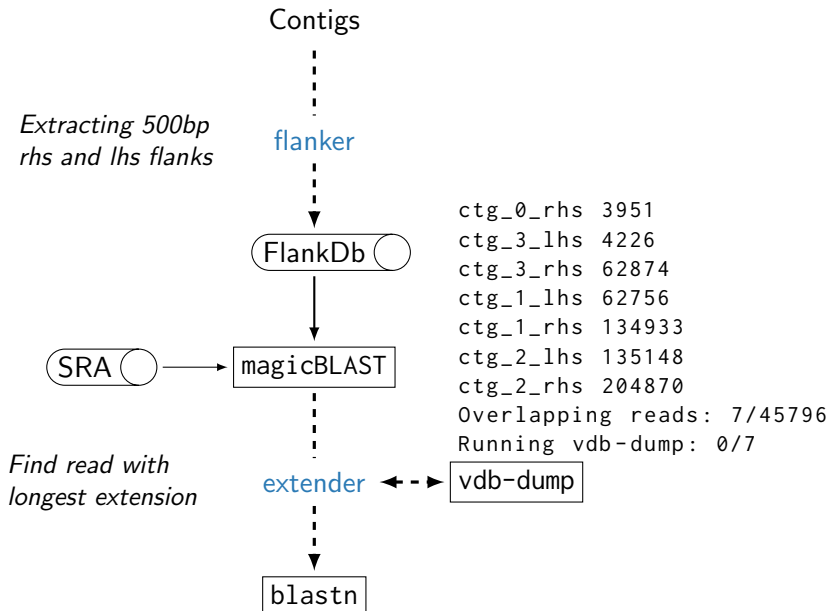 Contigs
Extracting 500bp
rhs and lhs flanks
flanker
FlankDb
ctg_0_rhs 3951
ctg_3_lhs 4226
ctg_3_rhs 62874
ctg_1_lhs 62756
ctg_1_rhs 134933
ctg_2_lhs 135148
ctg_2_rhs 204870
Overlapping reads: 7/45796
Running vdb-dump: 0/7
SRA
magicBLAST
Find read with
longest extension
extender
vdb-dump
blastn